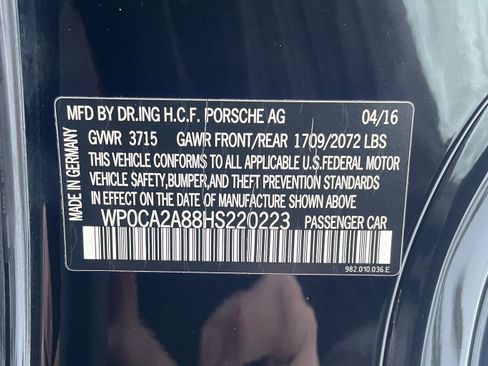 MFD BY DR.ING H.C.F. PORSCHE AG 04/16
GVWR 3715 GAWR FRONT/REAR 1709/2072 LBS
THIS VEHICLE CONFORMS TO ALL APPLICABLE U.S.FEDERAL MOTOR
VEHICLE SAFETY,BUMPER,AND THEFT PREVENTION STANDARDS
IN EFFECT ON THE DATE OF MANUFACTURE SHOWN ABOVE
WP0CA2A88HS220223 PASSENGER CAR
982.010.036.E
MADE IN GERMANY